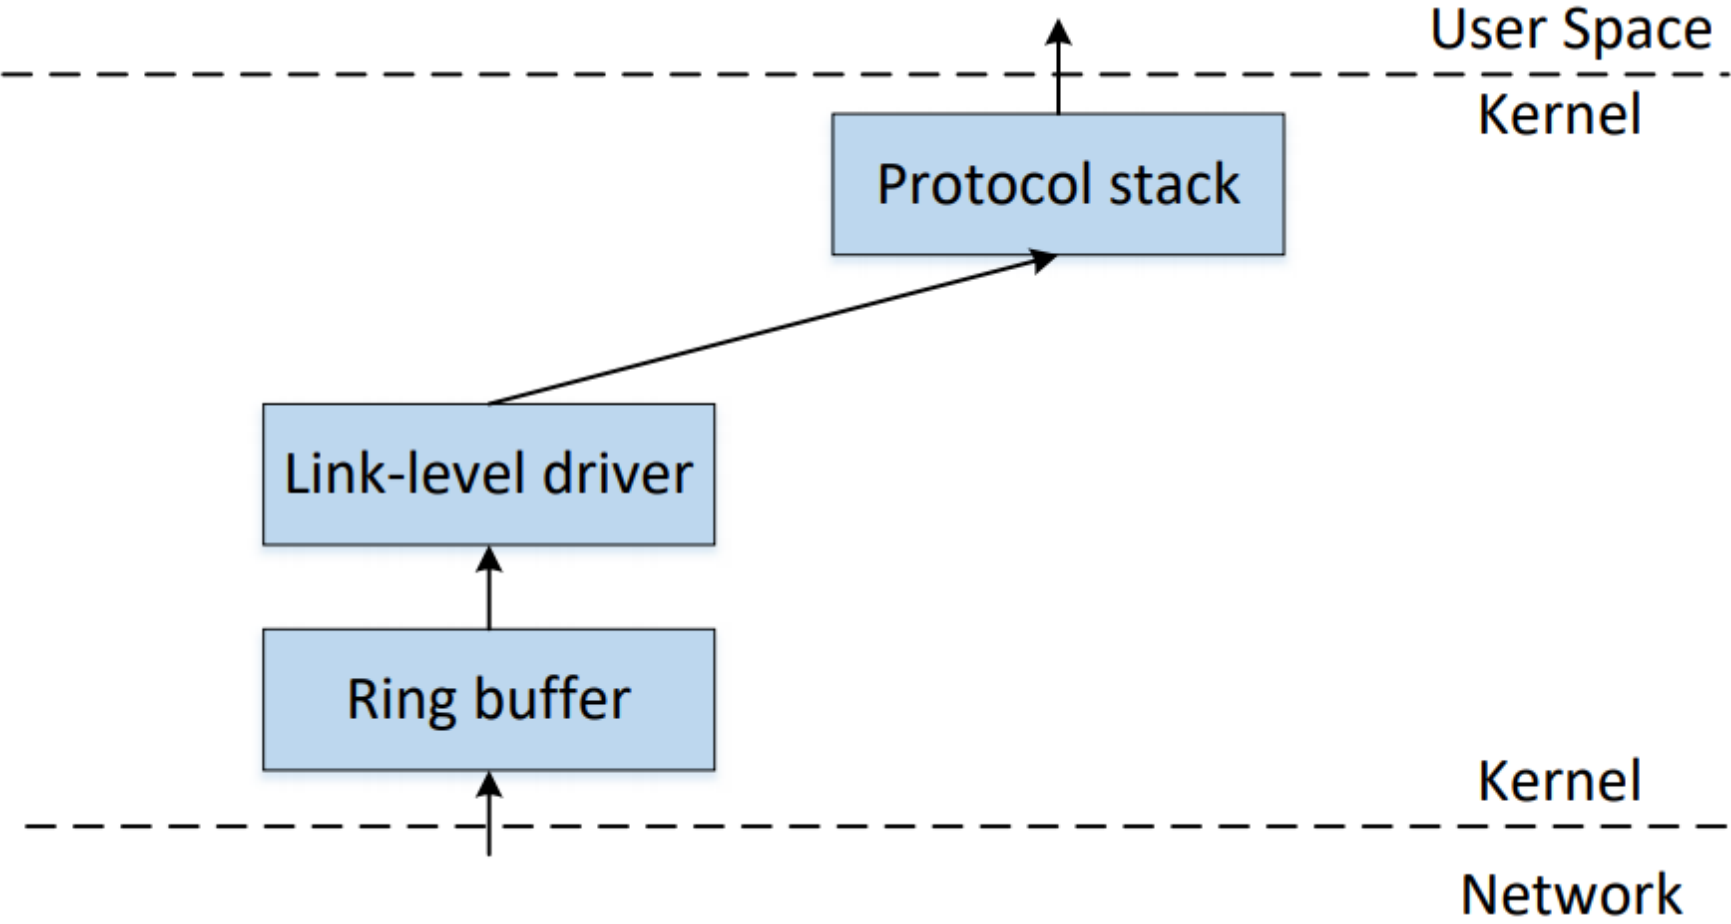 User Space
Kernel
Protocol stack
Link-level driver
Ring buffer
Kernel
Network